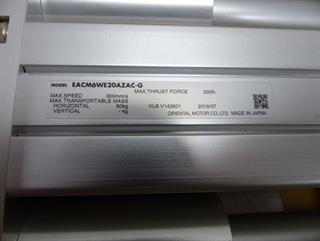 MODEL EACM6WE20AZAC-G
MAX.SPEED 300mm/s MAX.THRUST FORCE 500N
MAX.TRANSPORTABLE MASS
HORIZONTAL 60kg VU8 V143901 2018/07
VERTICAL - kg ORIENTAL MOTOR CO.,LTD. MADE IN JAPAN